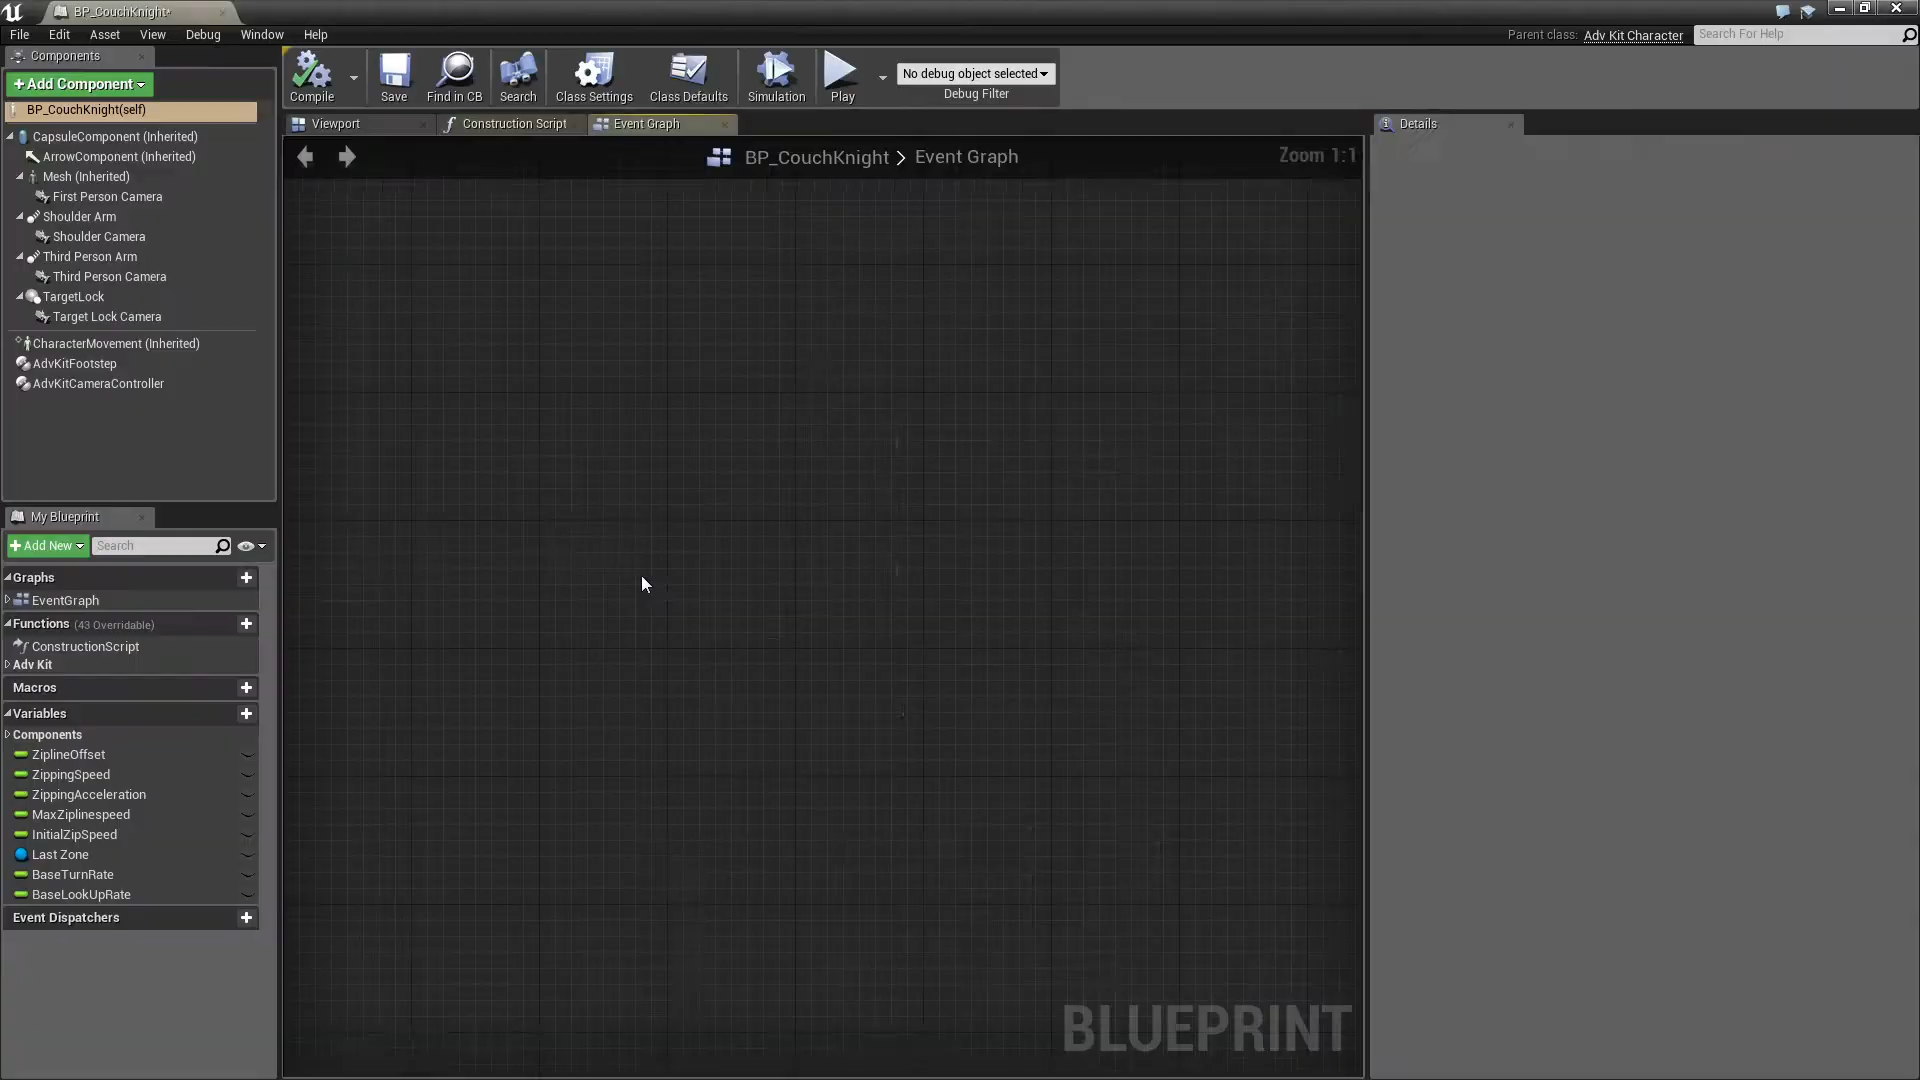 BP_CouchKnight*
File Edit Asset View Debug Window Help
Parent class: Adv Kit Character
Search For Help
Components
+ Add Component
BP_CouchKnight(self)
CapsuleComponent (Inherited)
ArrowComponent (Inherited)
Mesh (Inherited)
First Person Camera
Shoulder Arm
Shoulder Camera
Third Person Arm
Third Person Camera
TargetLock
Target Lock Camera
CharacterMovement (Inherited)
AdvKitFootstep
AdvKitCameraController
Compile
Save
Find in CB
Search
Class Settings
Class Defaults
Simulation
Play
No debug object selected
Debug Filter
Viewport
Construction Script
Event Graph
BP_CouchKnight > Event Graph
Zoom 1:1
BLUEPRINT
Details
My Blueprint
+ Add New
Search
Graphs
EventGraph
Functions (43 Overridable)
ConstructionScript
Adv Kit
Macros
Variables
Components
ZiplineOffset
ZippingSpeed
ZippingAcceleration
MaxZiplinespeed
InitialZipSpeed
Last Zone
BaseTurnRate
BaseLookUpRate
Event Dispatchers